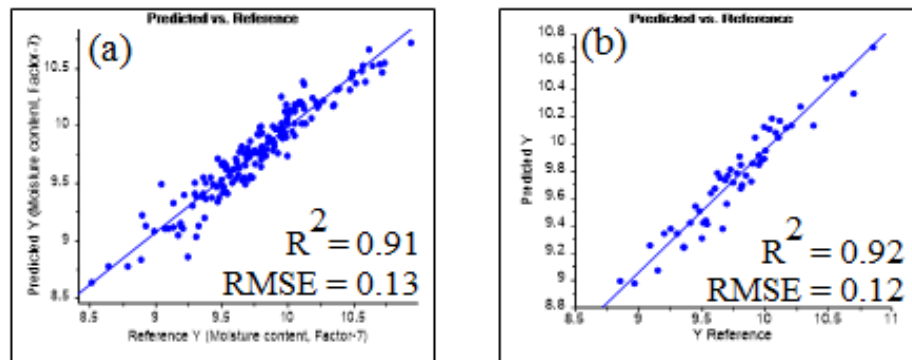 Predicted vs. Reference
(a)
Predicted Y (Moisture content, Factor-7)
10.5
10
9.5
9
8.5
R2 = 0.91
RMSE = 0.13
8.5 9 9.5 10 10.5
Reference Y (Moisture content, Factor-7)
Predicted vs. Reference
(b)
Predicted Y
10.8
10.6
10.4
10.2
10
9.8
9.6
9.4
9.2
9
8.8
R2 = 0.92
RMSE = 0.12
8.5 9 9.5 10 10.5 11
Y Reference